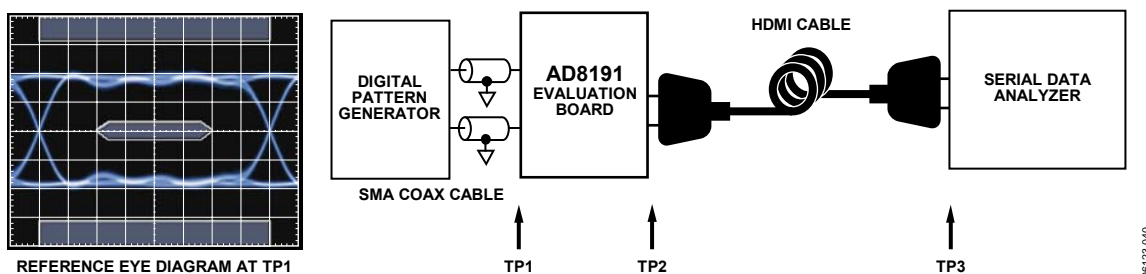 HDMI CABLE
DIGITAL
PATTERN
GENERATOR
AD8191
EVALUATION
BOARD
SERIAL DATA
ANALYZER
SMA COAX CABLE
REFERENCE EYE DIAGRAM AT TP1
TP1
TP2
TP3